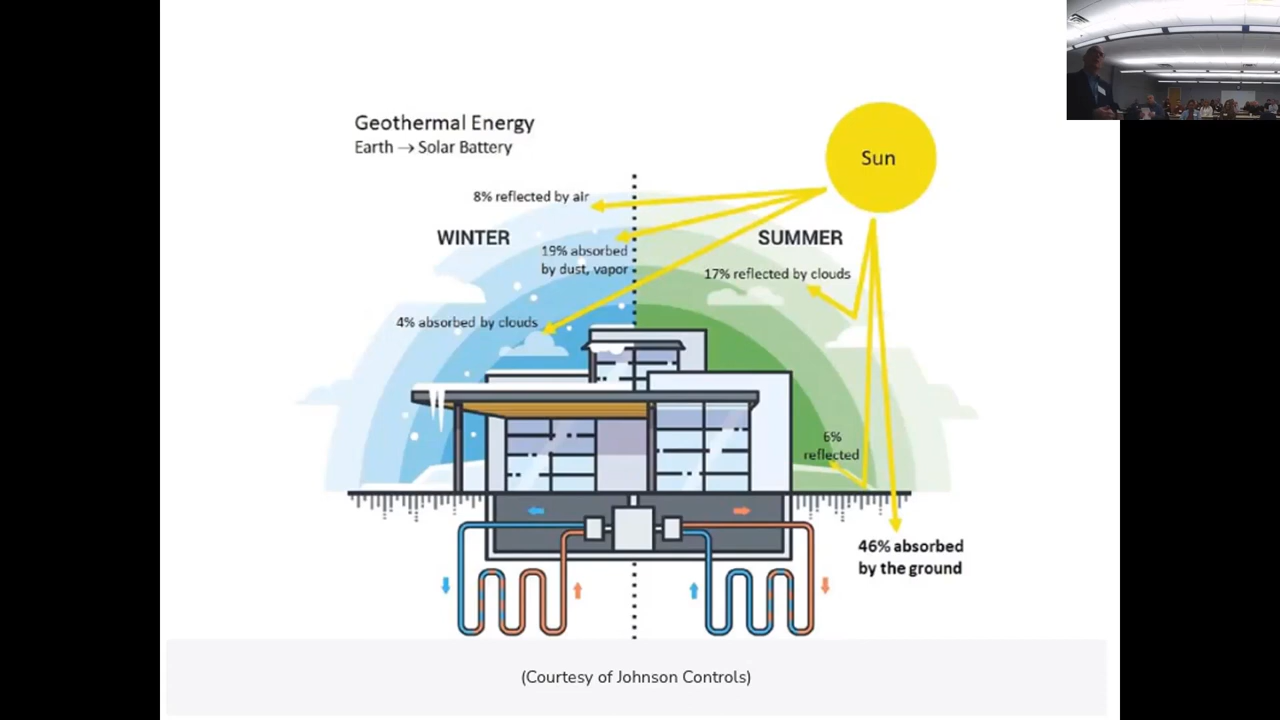 Geothermal Energy
Earth → Solar Battery
Sun
8% reflected by air
WINTER
SUMMER
19% absorbed
by dust, vapor
17% reflected by clouds
4% absorbed by clouds
6%
reflected
46% absorbed
by the ground
(Courtesy of Johnson Controls)